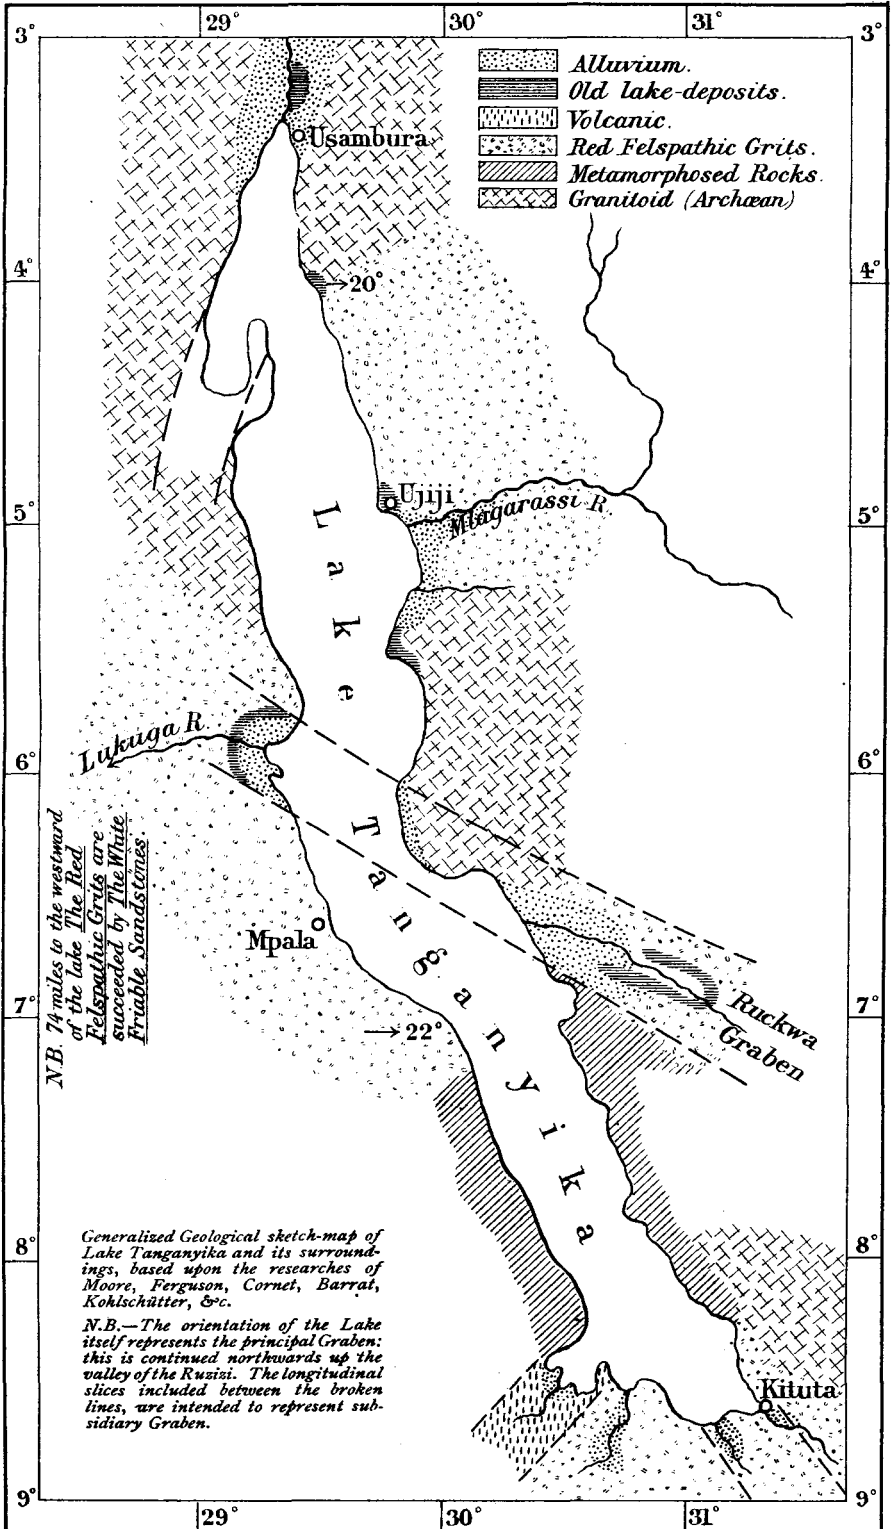 29°
30°
31°
3°
3°
Alluvium.
Old lake-deposits.
Volcanic.
Red Felspathic Grits.
Metamorphosed Rocks.
Granitoid (Archæan)
Usambura
4°
4°
→20°
Ujiji
Mlagarassi R.
5°
5°
Lake
Tanganyika
Lukuga R
6°
6°
N.B. 74 miles to the westward
of the lake The Red
Felspathic Grits are
succeeded by The White
Friable Sandstones.
Mpala
7°
7°
→22°
Ruckwa
Graben
8°
8°
Generalized Geological sketch-map of
Lake Tanganyika and its surround-
ings, based upon the researches of
Moore, Ferguson, Cornet, Barrat,
Kohlschütter, &c.
N.B.—The orientation of the Lake
itself represents the principal Graben:
this is continued northwards up the
valley of the Ruzizi. The longitudinal
slices included between the broken
lines, are intended to represent sub-
sidiary Graben.
Kituta
9°
9°
29°
30°
31°